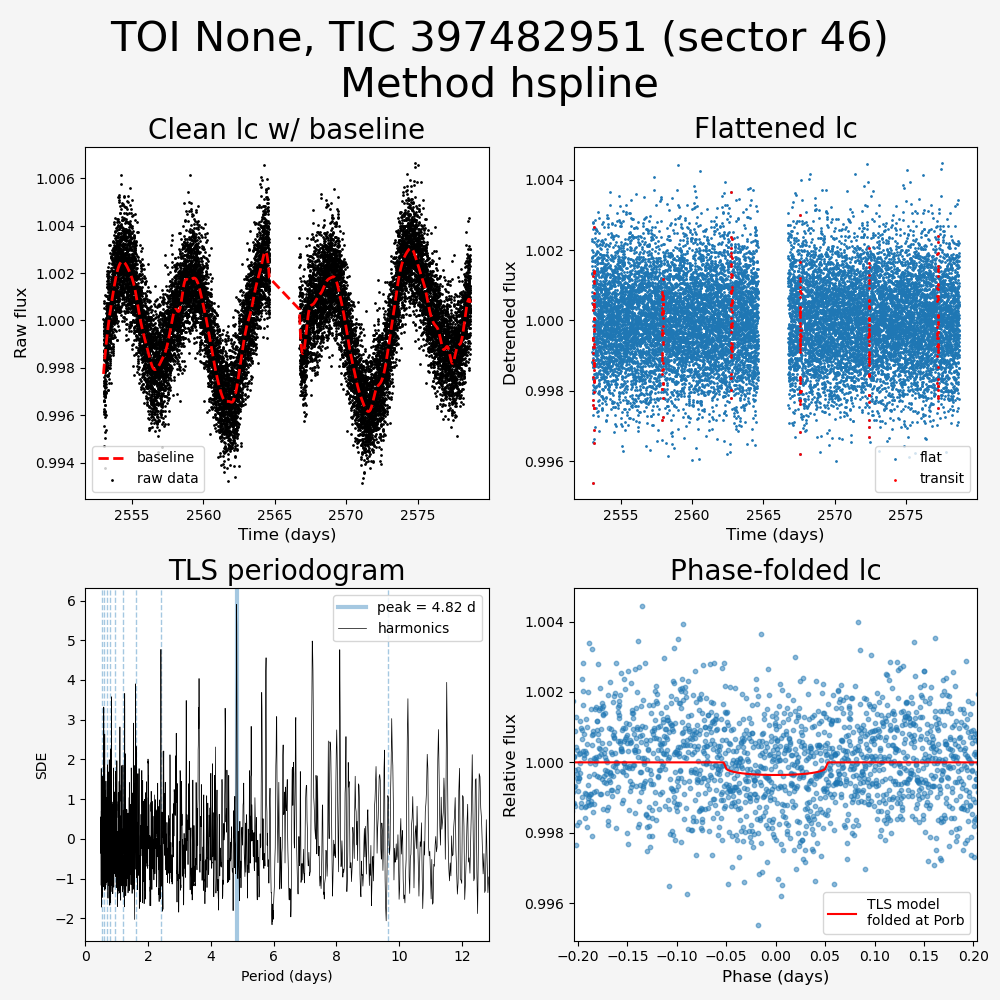 TOI None, TIC 397482951 (sector 46)
Method hspline
Clean lc w/ baseline
Raw flux
1.006
1.004
1.002
1.000
0.998
0.996
0.994
baseline
raw data
2555
2560
2565
2570
2575
Time (days)
Flattened lc
Detrended flux
1.004
1.002
1.000
0.998
0.996
flat
transit
2555
2560
2565
2570
2575
Time (days)
TLS periodogram
SDE
6
5
4
3
2
1
0
−1
−2
peak = 4.82 d
harmonics
0
2
4
6
8
10
12
Period (days)
Phase-folded lc
Relative flux
1.004
1.002
1.000
0.998
0.996
TLS model
folded at Porb
−0.20
−0.15
−0.10
−0.05
0.00
0.05
0.10
0.15
0.20
Phase (days)